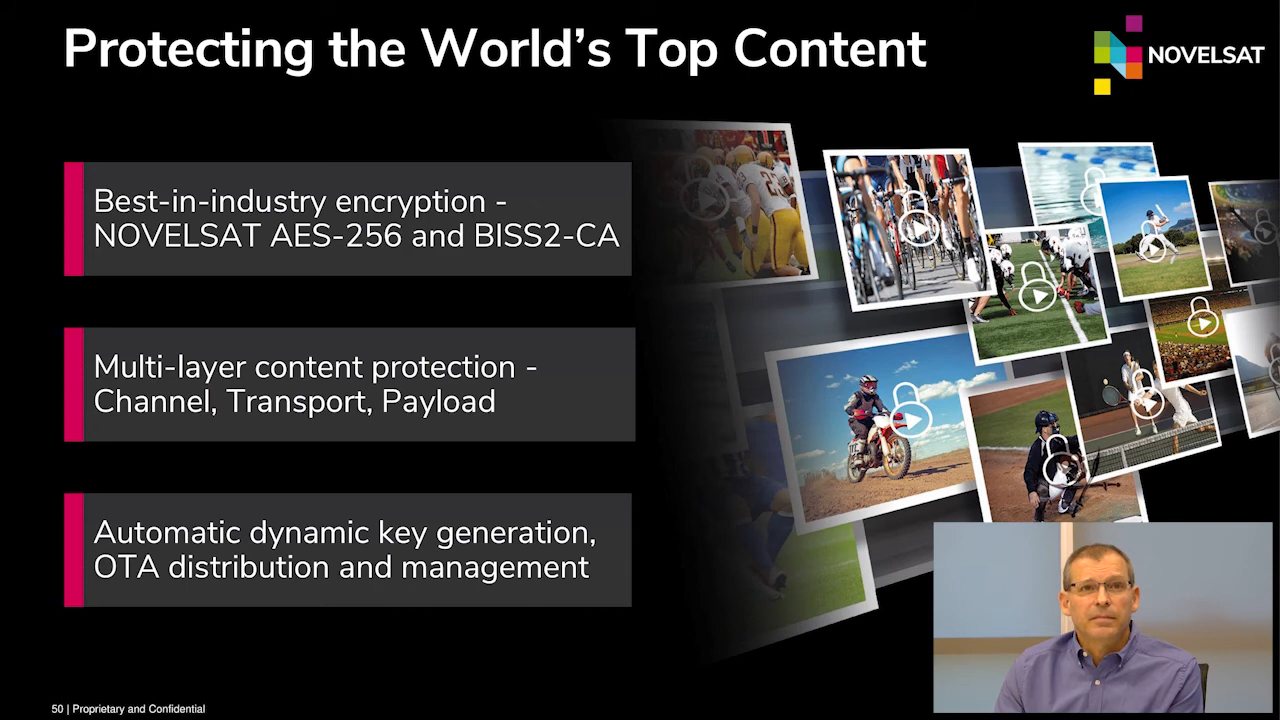 Protecting the World's Top Content
NOVELSAT
Best-in-industry encryption -
NOVELSAT AES-256 and BISS2-CA
Multi-layer content protection -
Channel, Transport, Payload
Automatic dynamic key generation,
OTA distribution and management
50 | Proprietary and Confidential